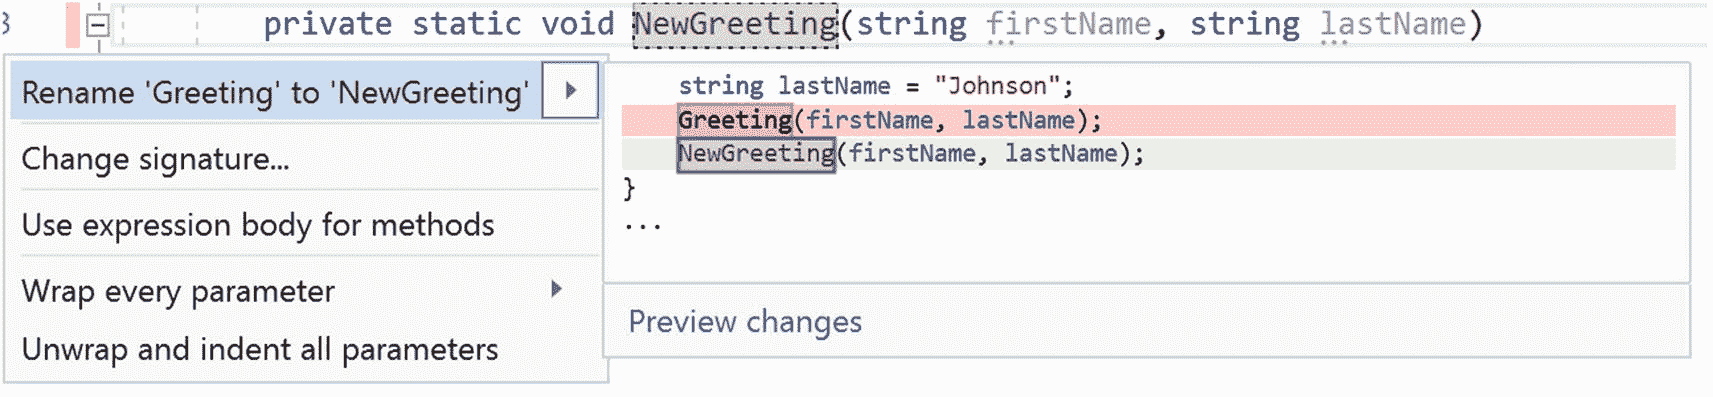 private static void NewGreeting(string firstName, string lastName)
Rename 'Greeting' to 'NewGreeting'
Change signature...
Use expression body for methods
Wrap every parameter
Unwrap and indent all parameters
string lastName = "Johnson";
Greeting(firstName, lastName);
NewGreeting(firstName, lastName);
}
...
Preview changes